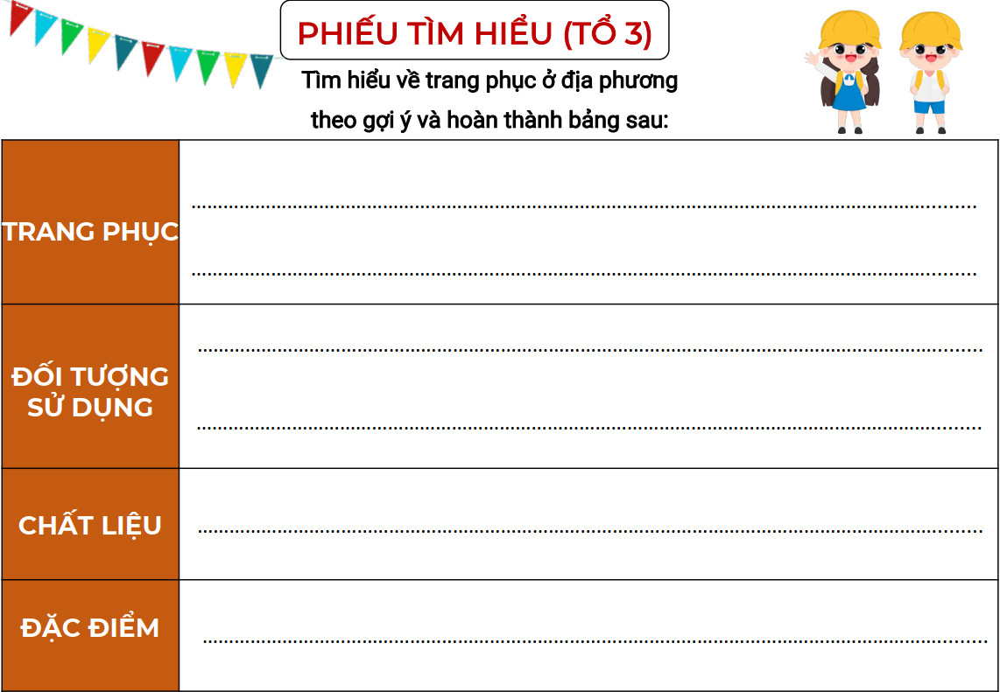 PHIẾU TÌM HIỂU (TỔ 3)
Tìm hiểu về trang phục ở địa phương
theo gợi ý và hoàn thành bảng sau:
TRANG PHỤC
ĐỐI TƯỢNG
SỬ DỤNG
CHẤT LIỆU
ĐẶC ĐIỂM